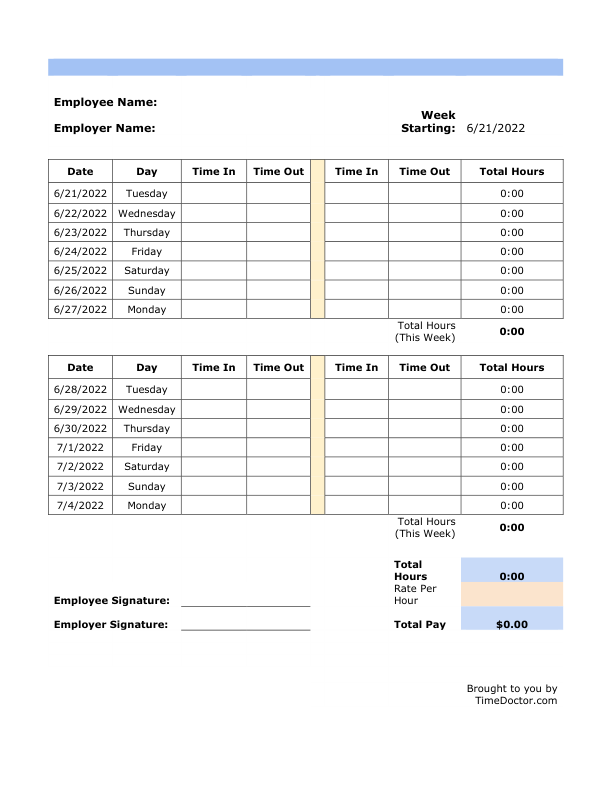 Employee Name:
Employer Name:
Week
Starting: 6/21/2022
Date Day Time In Time Out Time In Time Out Total Hours
6/21/2022 Tuesday 0:00
6/22/2022 Wednesday 0:00
6/23/2022 Thursday 0:00
6/24/2022 Friday 0:00
6/25/2022 Saturday 0:00
6/26/2022 Sunday 0:00
6/27/2022 Monday 0:00
Total Hours
(This Week) 0:00
Date Day Time In Time Out Time In Time Out Total Hours
6/28/2022 Tuesday 0:00
6/29/2022 Wednesday 0:00
6/30/2022 Thursday 0:00
7/1/2022 Friday 0:00
7/2/2022 Saturday 0:00
7/3/2022 Sunday 0:00
7/4/2022 Monday 0:00
Total Hours
(This Week) 0:00
Total
Hours 0:00
Rate Per
Hour
Employee Signature:
Employer Signature:
Total Pay $0.00
Brought to you by
TimeDoctor.com